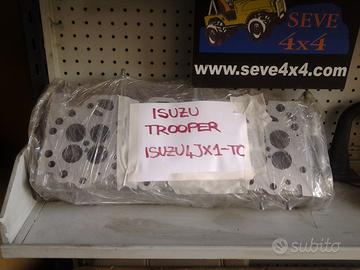 SEVE
4x4
www.seve4x4.com
ISUZU
TROOPER
ISUZU4JX1-TC
subito